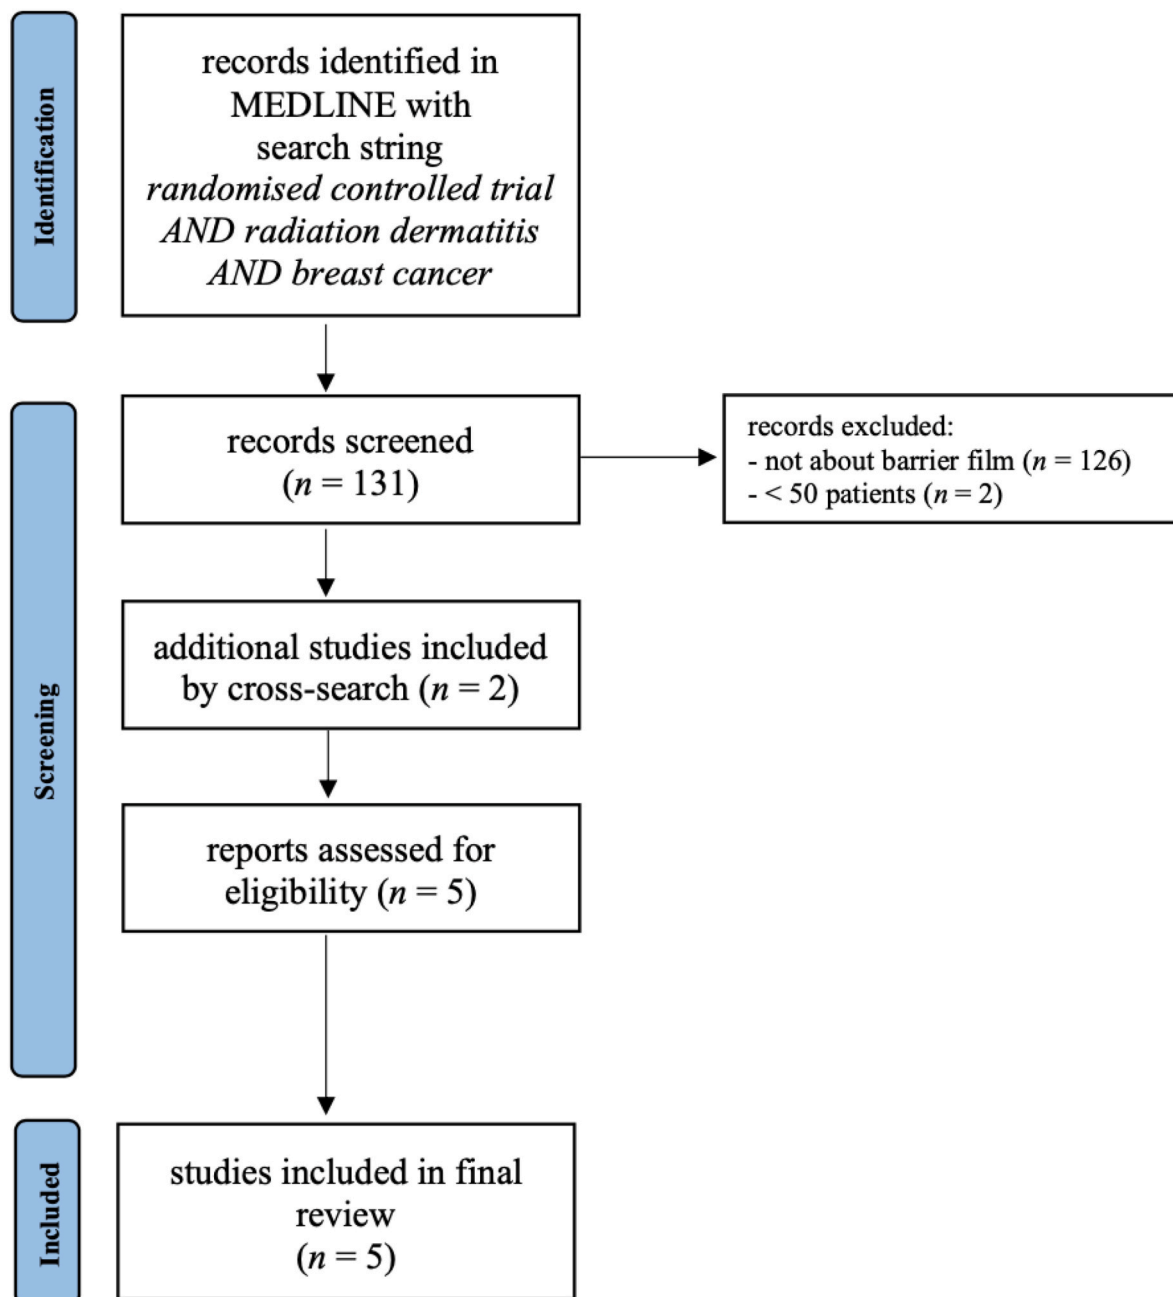 Identification
records identified in
MEDLINE with
search string
randomised controlled trial
AND radiation dermatitis
AND breast cancer
Screening
records screened
(n = 131)
records excluded:
- not about barrier film (n = 126)
- < 50 patients (n = 2)
additional studies included
by cross-search (n = 2)
reports assessed for
eligibility (n = 5)
Included
studies included in final
review
(n = 5)